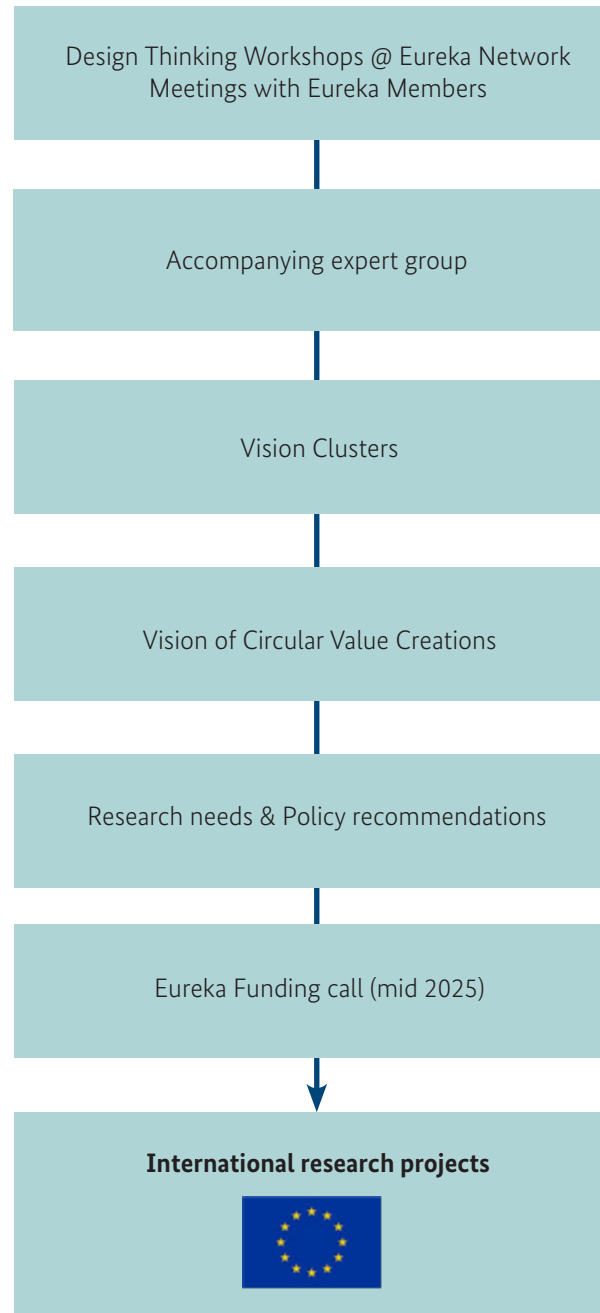 Design Thinking Workshops @ Eureka Network
Meetings with Eureka Members
Accompanying expert group
Vision Clusters
Vision of Circular Value Creations
Research needs & Policy recommendations
Eureka Funding call (mid 2025)
International research projects